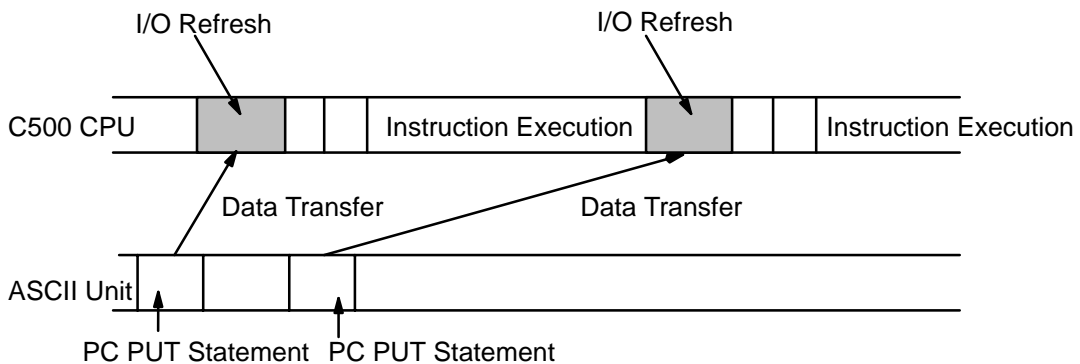 I/O Refresh
I/O Refresh
C500 CPU
Instruction Execution
Instruction Execution
Data Transfer
Data Transfer
ASCII Unit
PC PUT Statement
PC PUT Statement